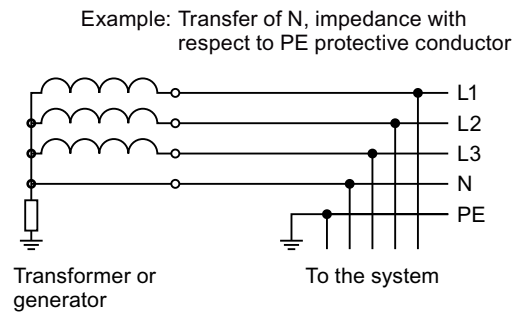 Example: Transfer of N, impedance with
respect to PE protective conductor
L1
L2
L3
N
PE
Transformer or
generator
To the system